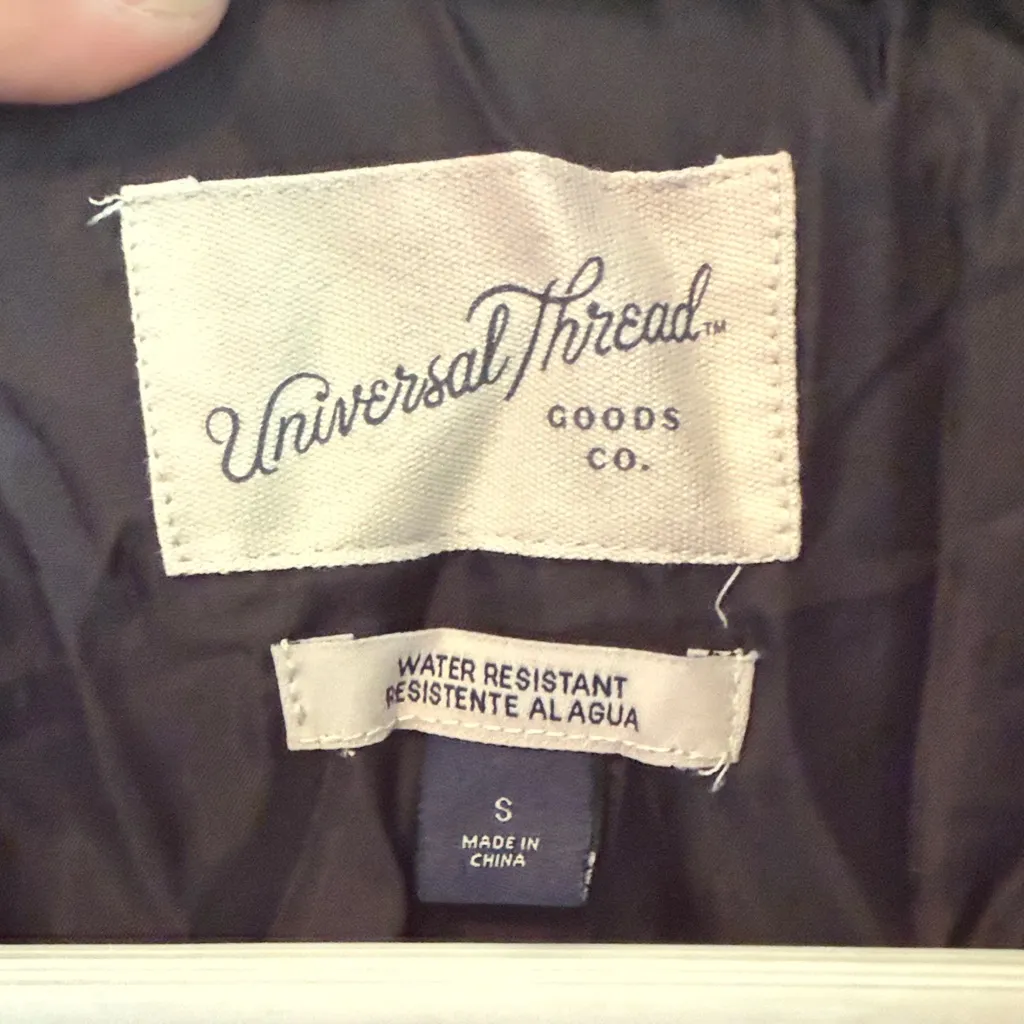 Universal Thread™
GOODS
CO.
WATER RESISTANT
RESISTENTE AL AGUA
S
MADE IN
CHINA